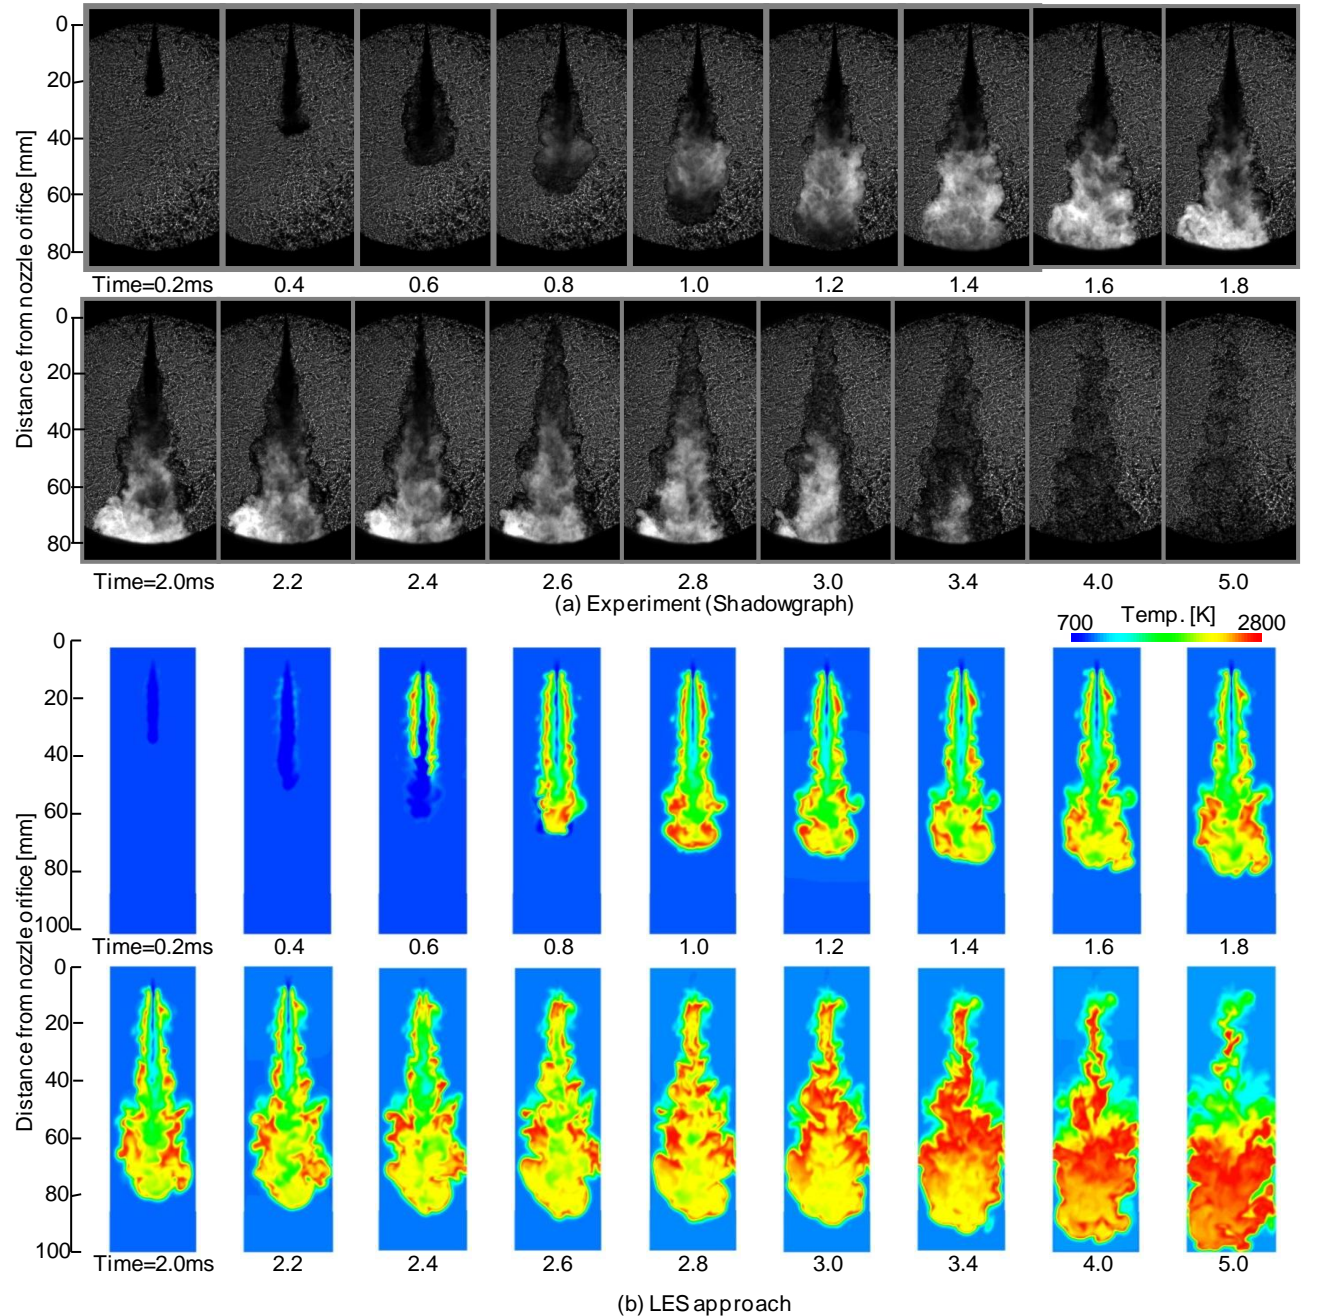 Distance from nozzle orifice [mm]
0
20
40
60
80
Time=0.2ms 0.4 0.6 0.8 1.0 1.2 1.4 1.6 1.8
0
20
40
60
80
Time=2.0ms 2.2 2.4 2.6 2.8 3.0 3.4 4.0 5.0
(a) Experiment (Shadowgraph)
Temp. [K]
700 2800
Distance from nozzle orifice [mm]
0
20
40
60
80
100
Time=0.2ms 0.4 0.6 0.8 1.0 1.2 1.4 1.6 1.8
0
20
40
60
80
100
Time=2.0ms 2.2 2.4 2.6 2.8 3.0 3.4 4.0 5.0
(b) LES approach